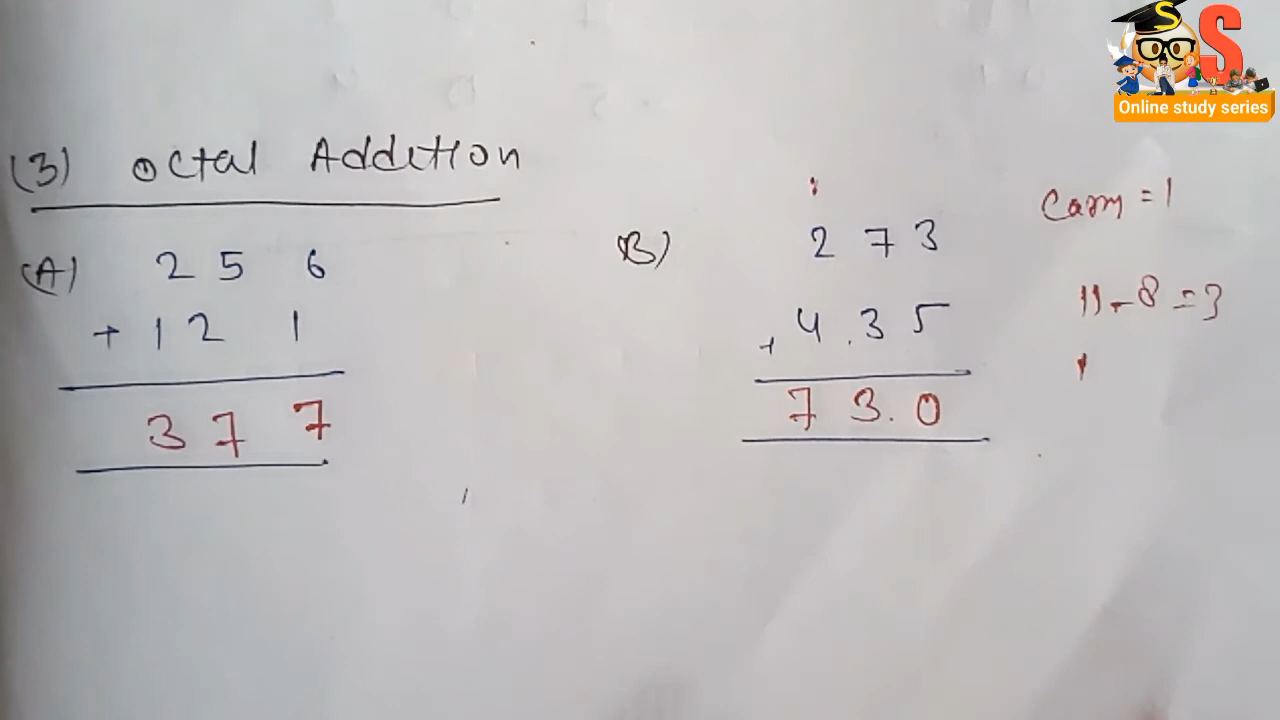 S S
Online study series
(3) Octal Addition
(A) 2 5 6
+ 1 2 1
3 7 7
(B) 2 7 3
+ 4 3 5
7 3 0
Carry = 1
11 - 8 = 3